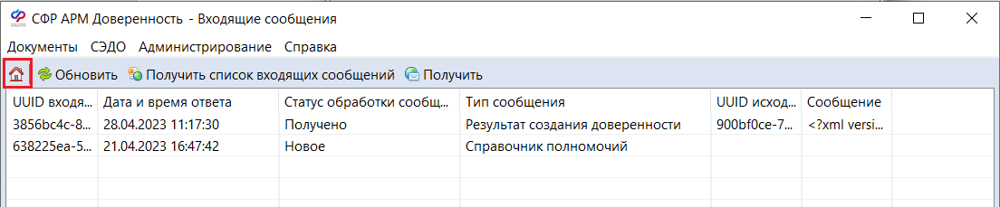 СФР АРМ Доверенность - Входящие сообщения
Документы СЭДО Администрирование Справка
Обновить Получить список входящих сообщений Получить
UUID входя... Дата и время ответа Статус обработки сообщ... Тип сообщения UUID исход... Сообщение
3856bc4c-8... 28.04.2023 11:17:30 Получено Результат создания доверенности 900bf0ce-7... <?xml versi...
638225ea-5... 21.04.2023 16:47:42 Новое Справочник полномочий